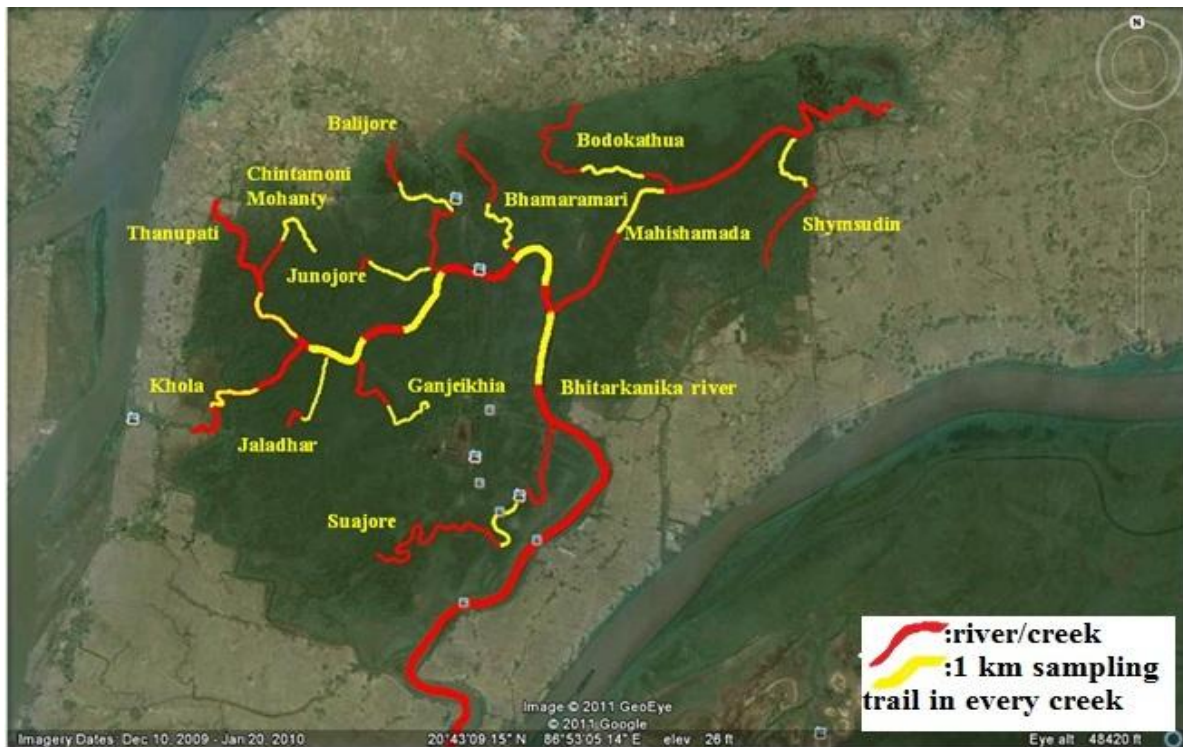 N
Balijore
Bodokathua
Chintamoni
Mohanty
Bhamaramari
Thanupati
Mahishamada
Shymsudin
Junojore
Khola
Ganjeikhia
Bhitarkanika river
Jaladhar
Suajore
:river/creek
:1 km sampling
trail in every creek
Image © 2011 GeoEye
© 2011 Google
Imagery Dates: Dec 10, 2009 - Jan 20, 2010 20°43'09.15" N 86°53'05.14" E elev 26 ft Eye alt 48420 ft